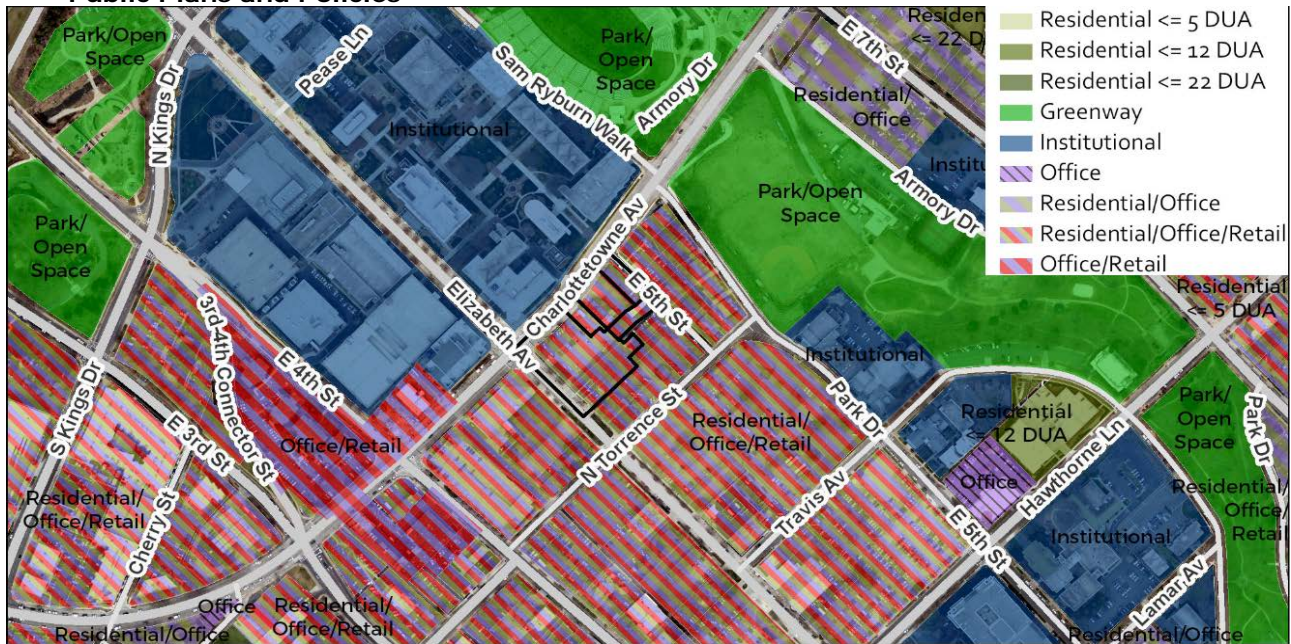 Public Plans and Policies
Residential <= 5 DUA
Residential <= 12 DUA
Residential <= 22 DUA
Greenway
Institutional
Office
Residential/Office
Residential/Office/Retail
Office/Retail
Park/Open
Space
N Kings Dr
Pease Ln
Sam Ryburn Walk
Park/
Open
Space
Armory Dr
<= 22 D
E 7th St
Residential/
Office
Institutional
Park/
Open
Space
Park/Open
Space
Armory Dr
Charlottetowne Av
Elizabeth Av
E 5th St
3rd 4th Connector St
E 4th St
Office/Retail
S Kings Dr
E 3rd St
Cherry St
Residential/
Office/Retail
Office
Residential/Office
Residential/
Office/Retail
N Torrence St
Residential/
Office/Retail
Travis Av
Park Dr
Institutional
Residential
<= 12 DUA
Office
Hawthorne Ln
E 5th St
Institutional
Lamar Av
Residential/Office
Residential
<= 5 DUA
Park/
Open
Space
Park Dr
Residential/
Office/
Retail